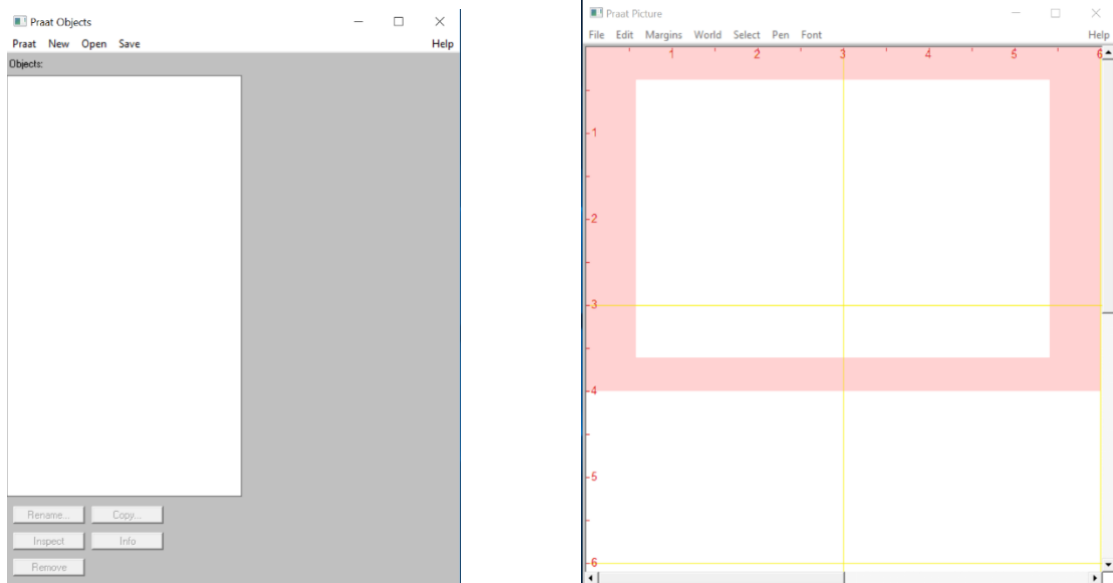 Praat Objects
Praat New Open Save Help
Objects:
Rename... Copy...
Inspect Info
Remove
Praat Picture
File Edit Margins World Select Pen Font Help
1 2 3 4 5 6
1
2
3
4
5
6